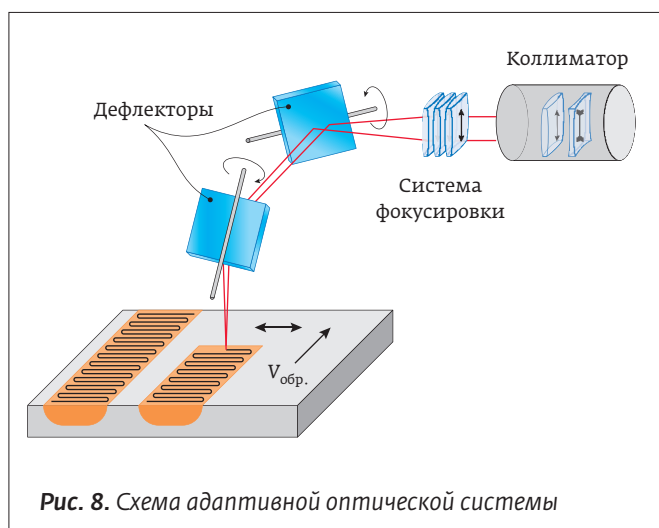 Коллиматор
Дефлекторы
Система
фокусировки
Vобр.
Рис. 8. Схема адаптивной оптической системы